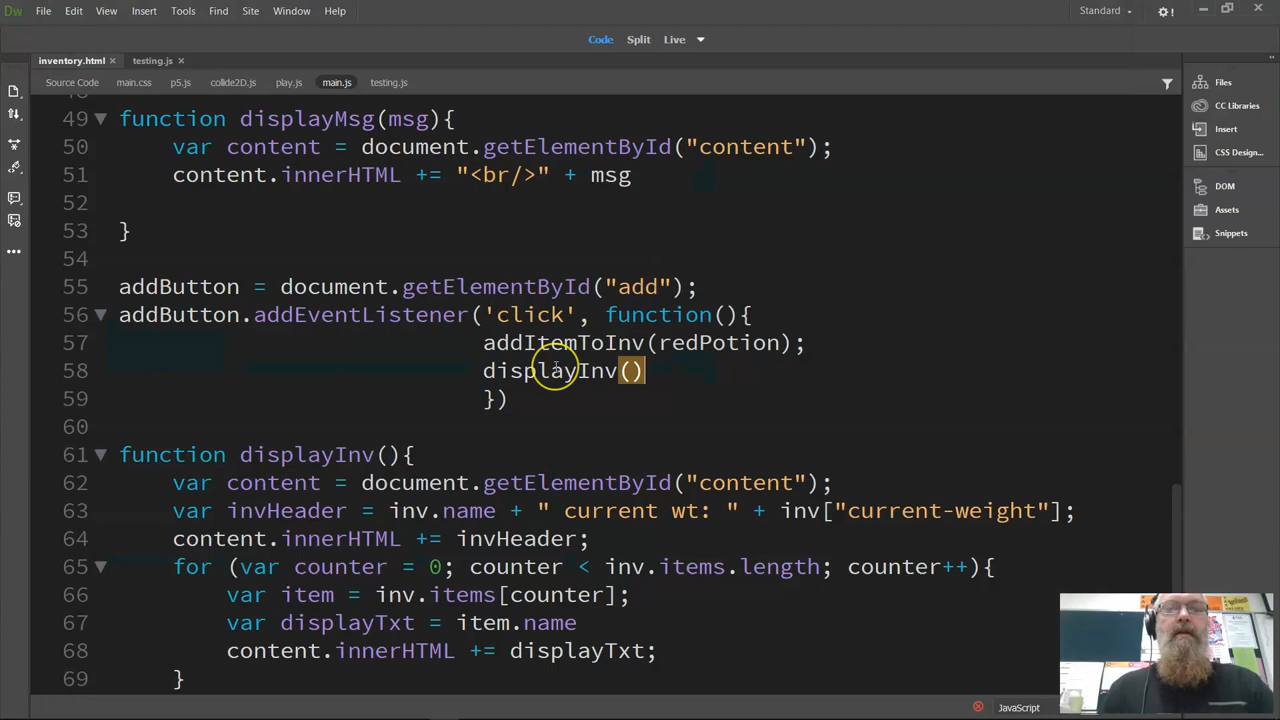 Dw File Edit View Insert Tools Find Site Window Help Standard
Code Split Live
inventory.html × testing.js ×
Source Code main.css p5.js collide2D.js play.js main.js testing.js
49 function displayMsg(msg){
50 var content = document.getElementById("content");
51 content.innerHTML += "<br/>" + msg
52
53 }
54
55 addButton = document.getElementById("add");
56 addButton.addEventListener('click', function(){
57 addItemToInv(redPotion);
58 displayInv()
59 })
60
61 function displayInv(){
62 var content = document.getElementById("content");
63 var invHeader = inv.name + " current wt: " + inv["current-weight"];
64 content.innerHTML += invHeader;
65 for (var counter = 0; counter < inv.items.length; counter++){
66 var item = inv.items[counter];
67 var displayTxt = item.name
68 content.innerHTML += displayTxt;
69 }
Files
CC Libraries
Insert
CSS Design...
DOM
Assets
Snippets
JavaScript